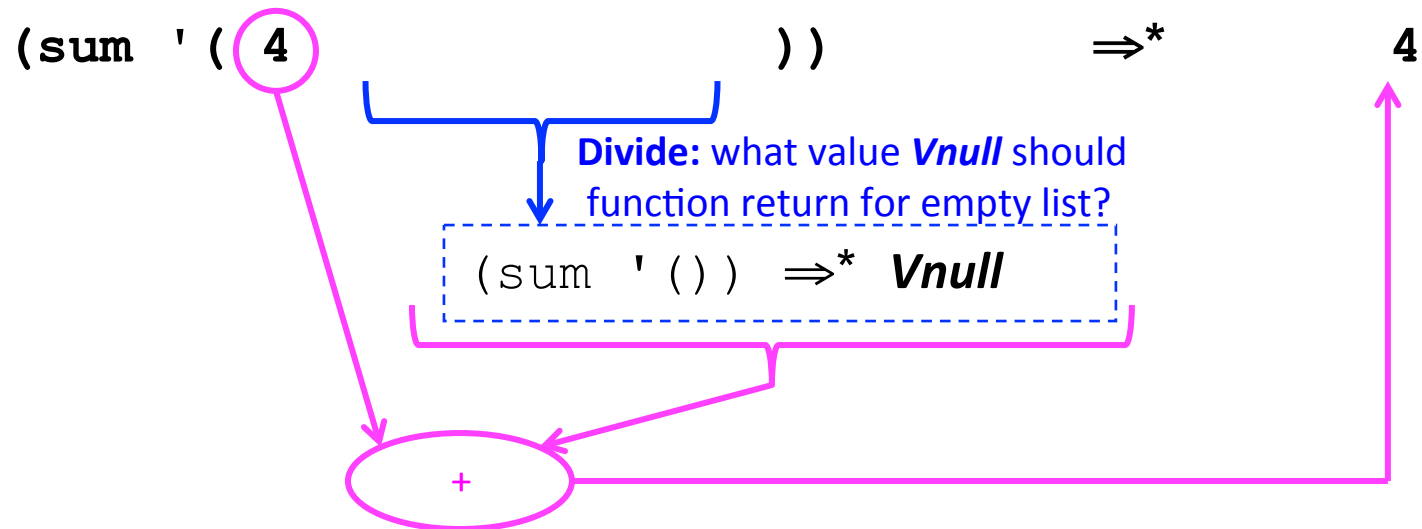 (sum '( 4 )) ⇒* 4
Divide: what value Vnull should
function return for empty list?
(sum '()) ⇒* Vnull
+